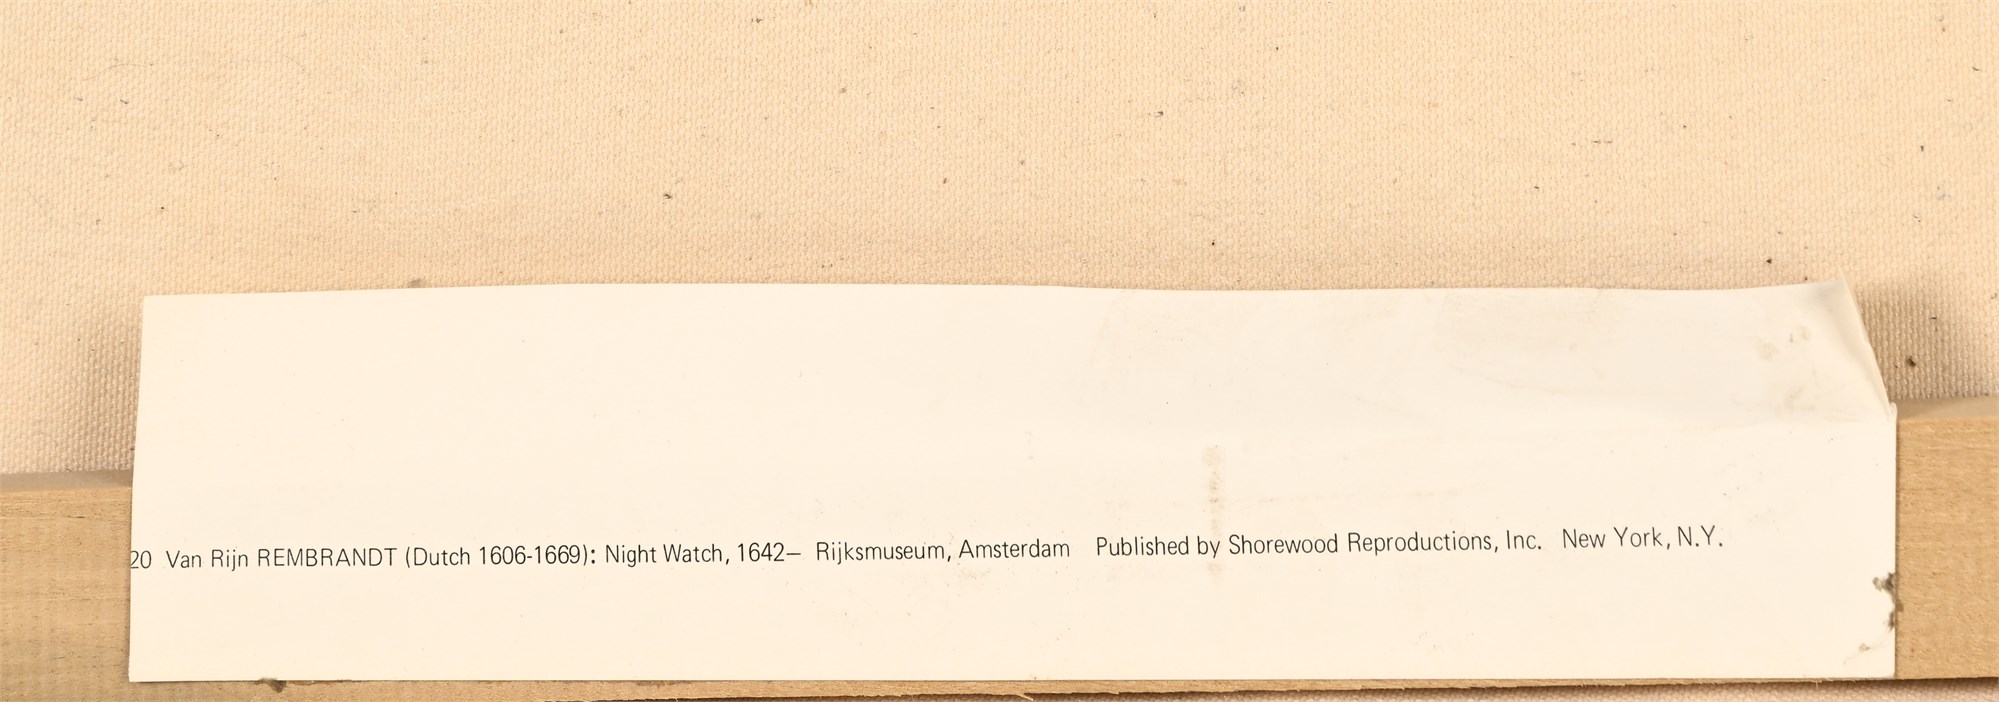 20 Van Rijn REMBRANDT (Dutch 1606-1669): Night Watch, 1642– Rijksmuseum, Amsterdam Published by Shorewood Reproductions, Inc. New York, N.Y.